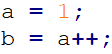 a = 1;
b = a++;